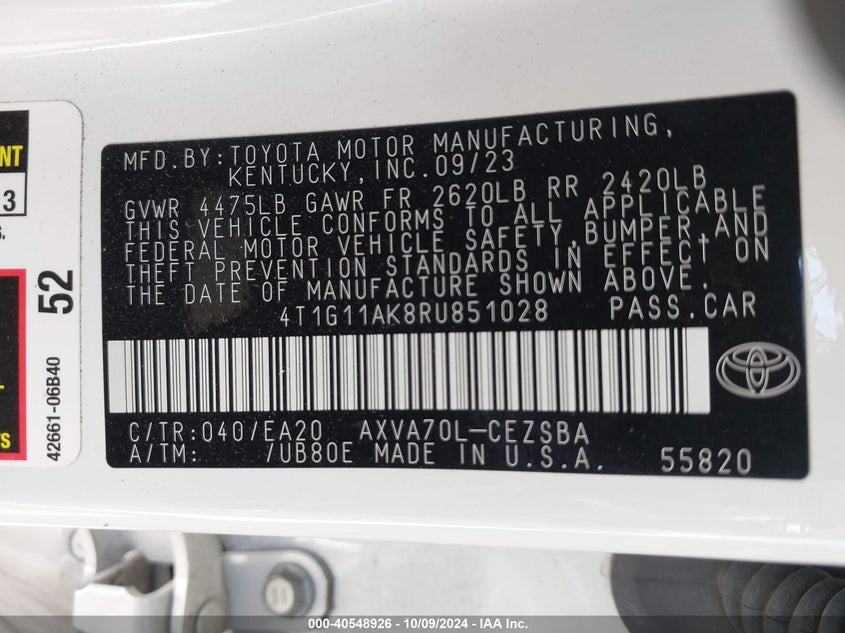 MFD.BY:TOYOTA MOTOR MANUFACTURING,
KENTUCKY,INC.09/23
GVWR 4475LB GAWR FR 2620LB RR 2420LB
THIS VEHICLE CONFORMS TO ALL APPLICABLE
FEDERAL MOTOR VEHICLE SAFETY,BUMPER,AND
THEFT PREVENTION STANDARDS IN EFFECT ON
THE DATE OF MANUFACTURE SHOWN ABOVE.
4T1G11AK8RU851028 PASS.CAR
C/TR:040/EA20 AXVA70L-CEZSBA
A/TM: /UB80E MADE IN U.S.A. 55820
52
42661-06B40
000-40548926 - 10/09/2024 - IAA Inc.